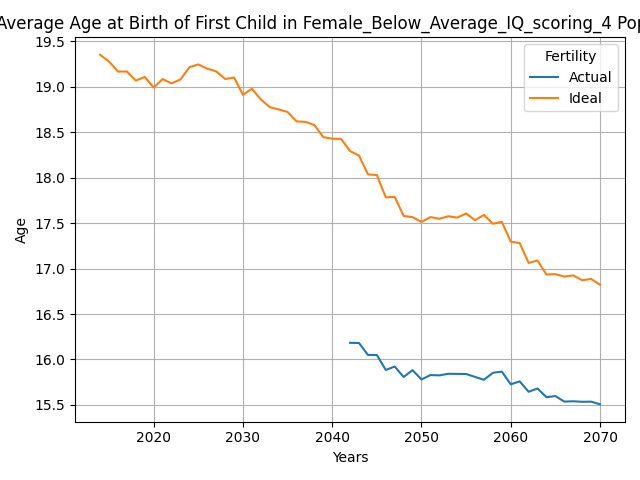 Average Age at Birth of First Child in Female_Below_Average_IQ_scoring_4 Pop
19.5
19.0
18.5
18.0
17.5
17.0
16.5
16.0
15.5
Age
Fertility
Actual
Ideal
2020 2030 2040 2050 2060 2070
Years